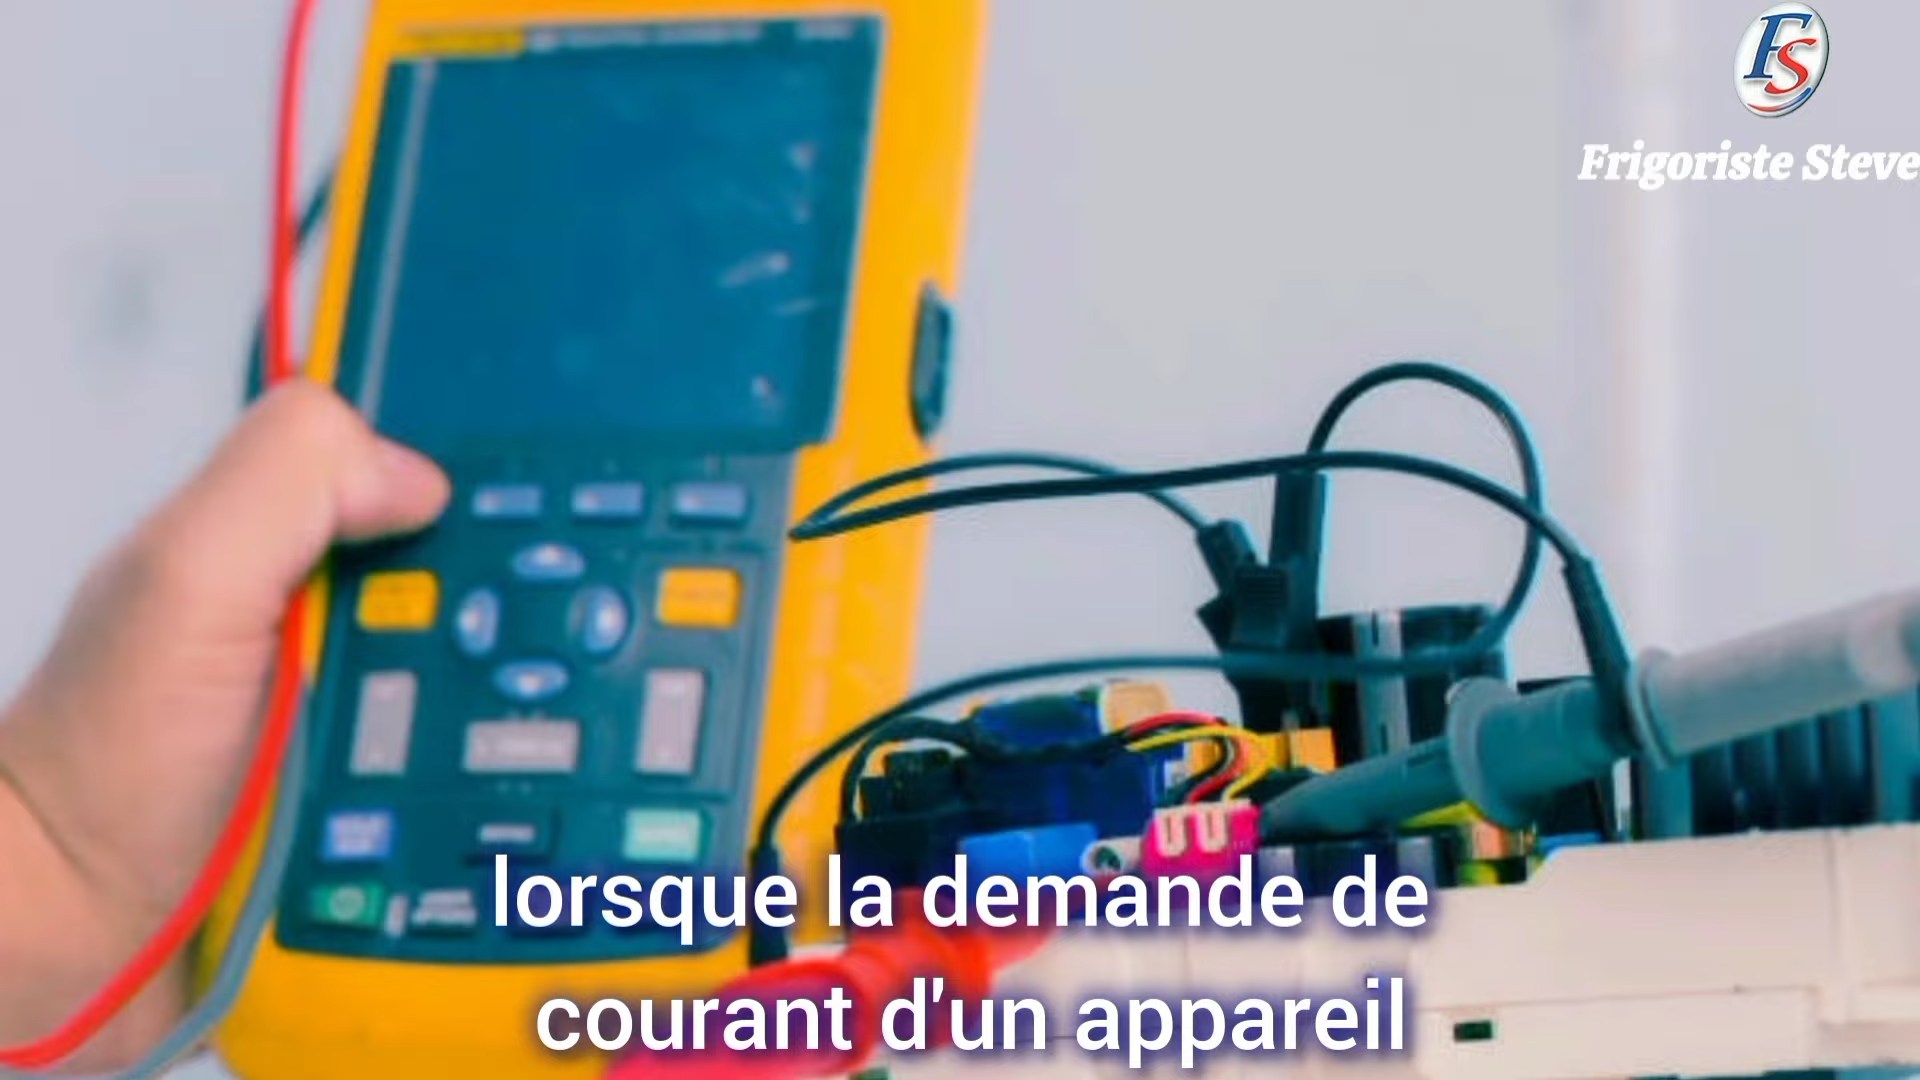 FS
Frigoriste Steve
lorsque la demande de
courant d'un appareil